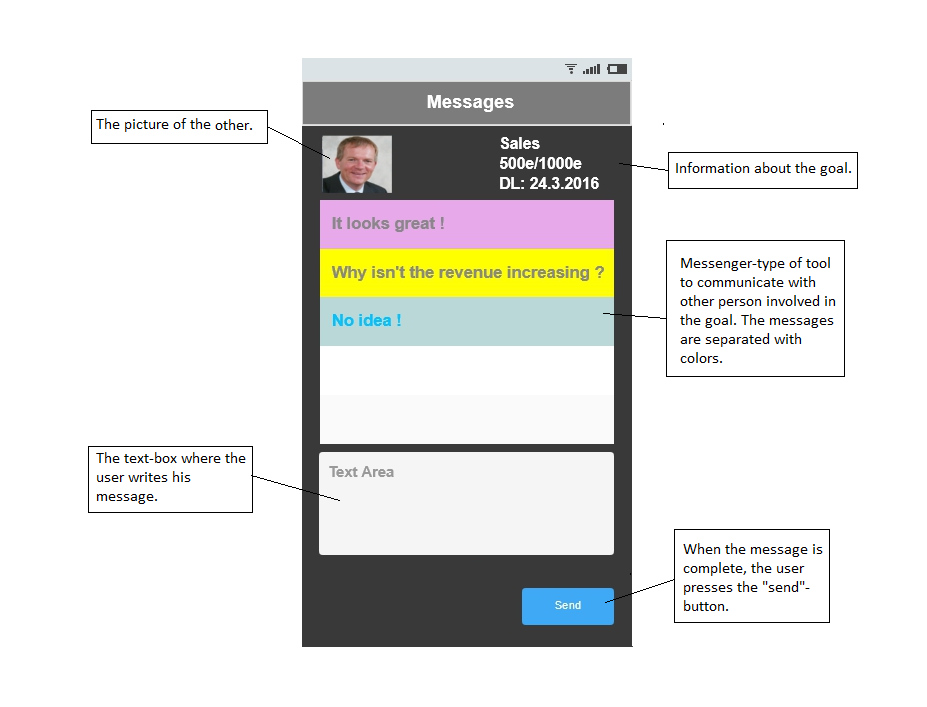 Messages
The picture of the other.
Sales
500e/1000e
DL: 24.3.2016
Information about the goal.
It looks great !
Why isn't the revenue increasing ?
No idea !
Messenger-type of tool
to communicate with
other person involved in
the goal. The messages
are separated with
colors.
The text-box where the
user writes his
message.
Text Area
When the message is
complete, the user
presses the "send"-
button.
Send